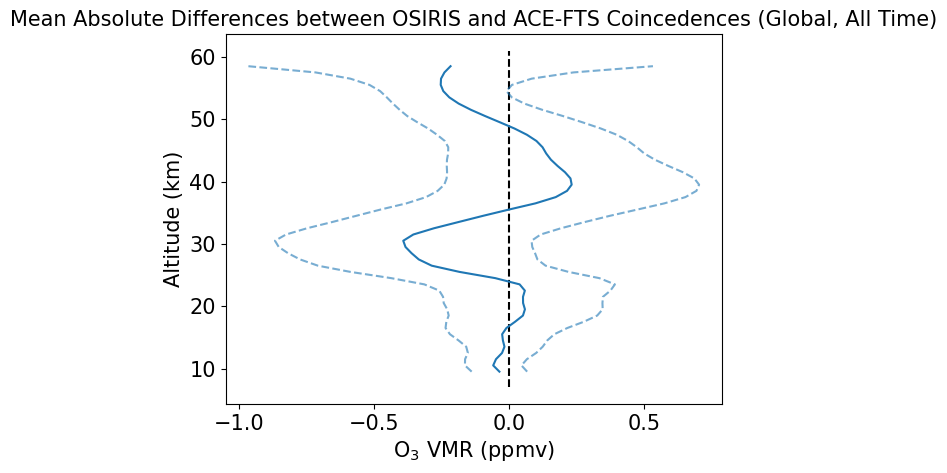 Mean Absolute Differences between OSIRIS and ACE-FTS Coincedences (Global, All Time)
60
50
40
30
20
10
Altitude (km)
−1.0 −0.5 0.0 0.5
O₃ VMR (ppmv)